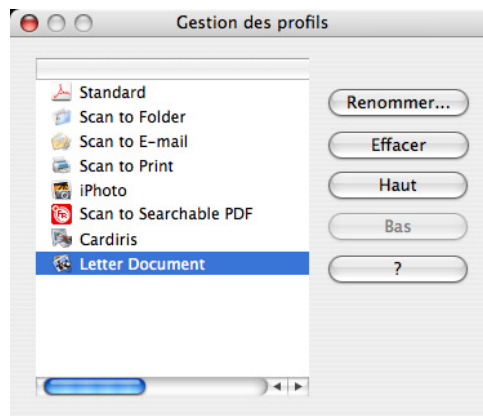 Gestion des profils
Standard
Scan to Folder
Scan to E-mail
Scan to Print
iPhoto
Scan to Searchable PDF
Cardiris
Letter Document
Renommer...
Effacer
Haut
Bas
?